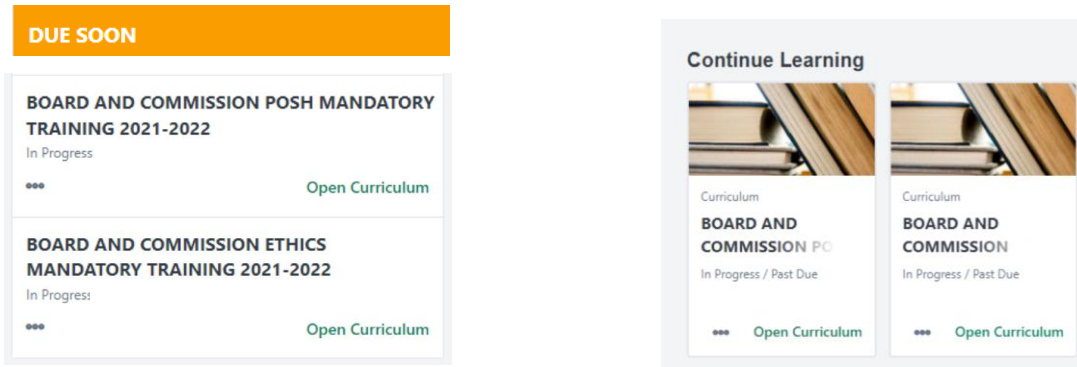 DUE SOON
BOARD AND COMMISSION POSH MANDATORY
TRAINING 2021-2022
In Progress
Open Curriculum
BOARD AND COMMISSION ETHICS
MANDATORY TRAINING 2021-2022
In Progress
Open Curriculum
Continue Learning
Curriculum
BOARD AND
COMMISSION PO
In Progress / Past Due
Open Curriculum
Curriculum
BOARD AND
COMMISSION
In Progress / Past Due
Open Curriculum